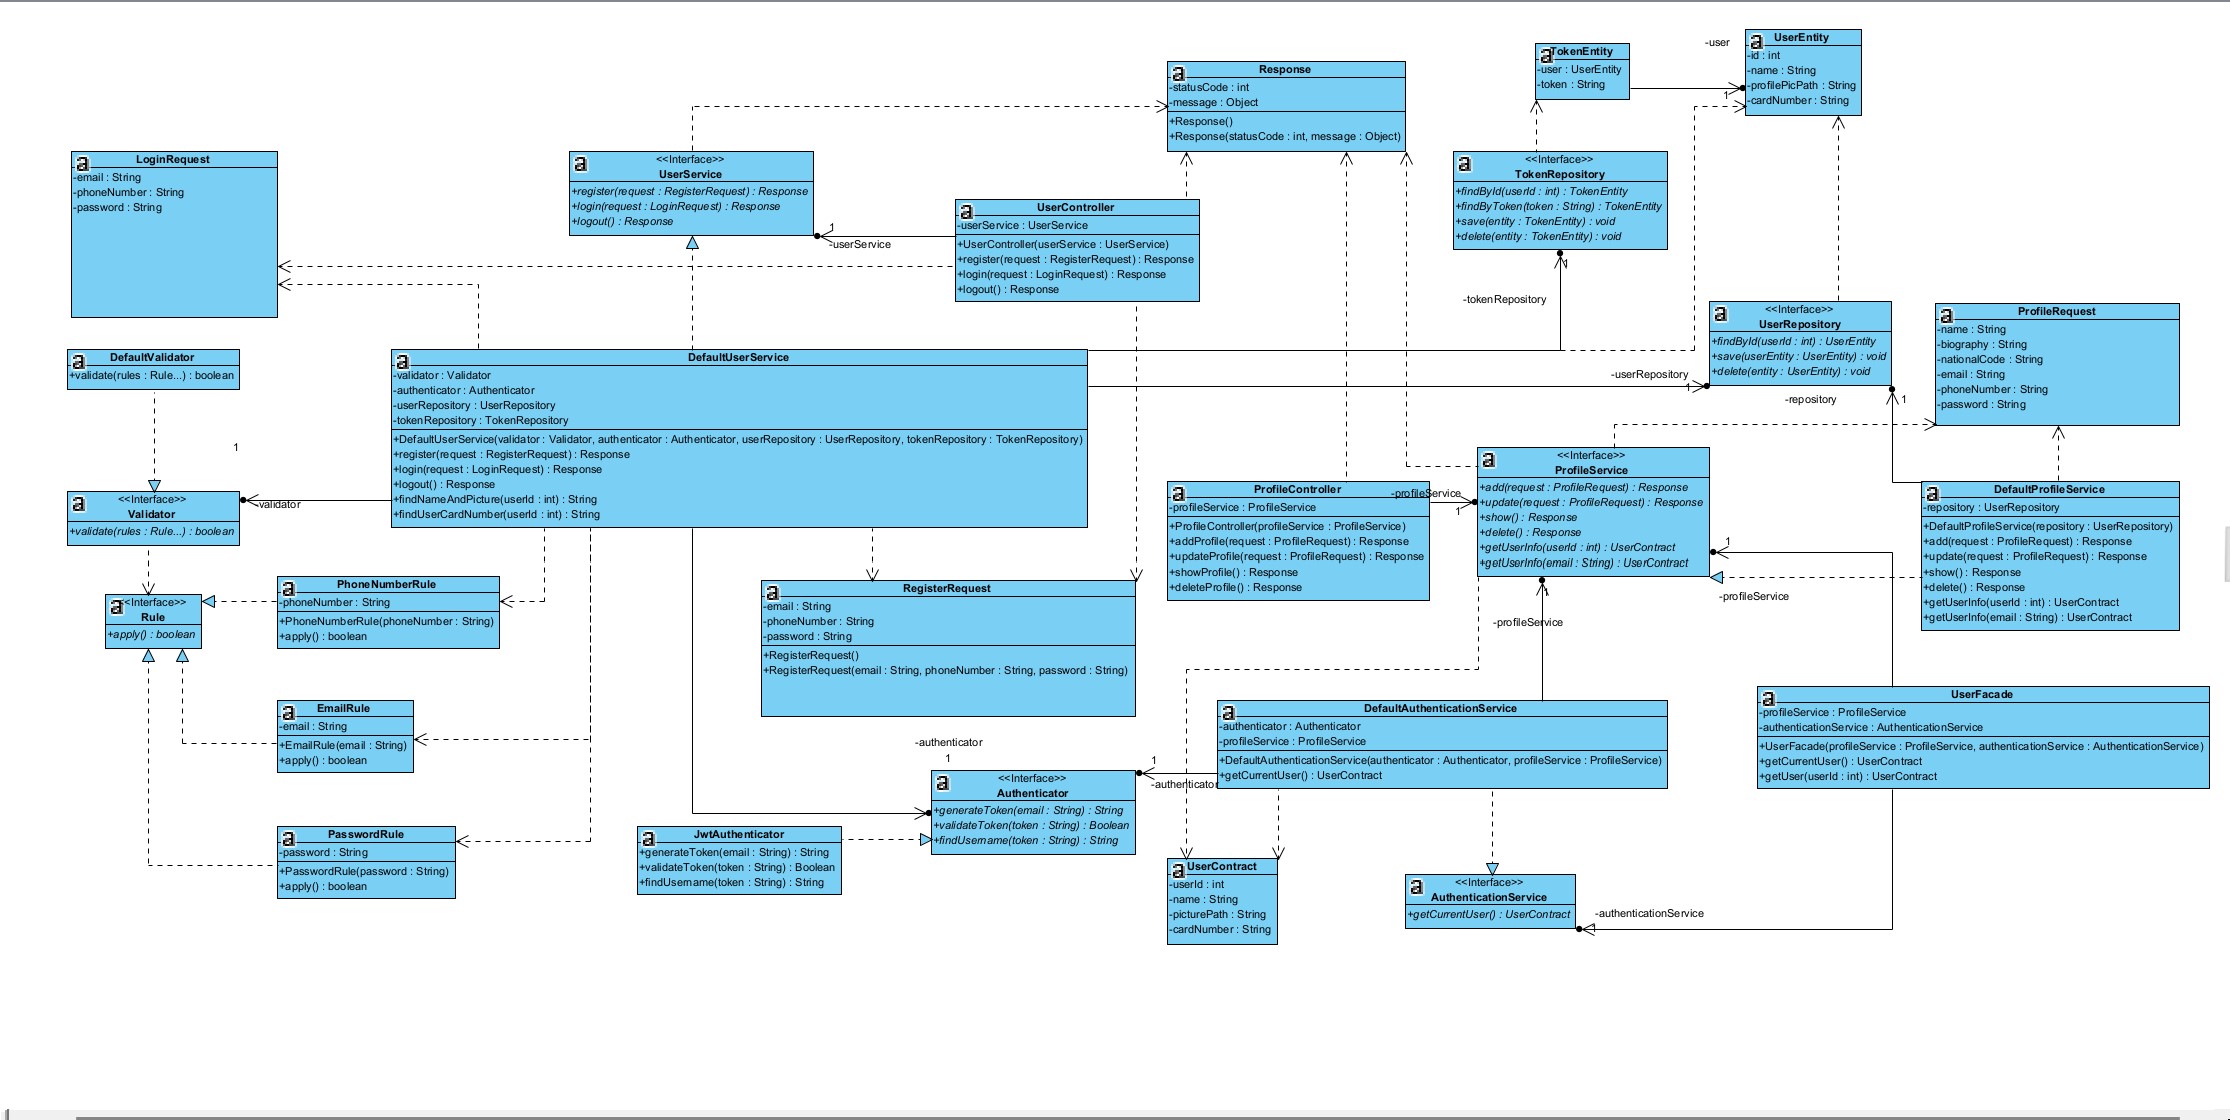 TokenEntity
-user : UserEntity
-token : String
-user
1
UserEntity
-id : int
-name : String
-profilePicPath : String
-cardNumber : String
Response
-statusCode : int
-message : Object
+Response()
+Response(statusCode : int, message : Object)
LoginRequest
-email : String
-phoneNumber : String
-password : String
<<Interface>>
UserService
+register(request : RegisterRequest) : Response
+login(request : LoginRequest) : Response
+logout() : Response
1
-userService
UserController
-userService : UserService
+UserController(userService : UserService)
+register(request : RegisterRequest) : Response
+login(request : LoginRequest) : Response
+logout() : Response
<<Interface>>
TokenRepository
+findById(userId : int) : TokenEntity
+findByToken(token : String) : TokenEntity
+save(entity : TokenEntity) : void
+delete(entity : TokenEntity) : void
1
-tokenRepository
<<Interface>>
UserRepository
+findById(userId : int) : UserEntity
+save(userEntity : UserEntity) : void
+delete(entity : UserEntity) : void
-userRepository
1
-repository
1
ProfileRequest
-name : String
-biography : String
-nationalCode : String
-email : String
-phoneNumber : String
-password : String
DefaultValidator
+validate(rules : Rule...) : boolean
1
-validator
DefaultUserService
-validator : Validator
-authenticator : Authenticator
-userRepository : UserRepository
-tokenRepository : TokenRepository
+DefaultUserService(validator : Validator, authenticator : Authenticator, userRepository : UserRepository, tokenRepository : TokenRepository)
+register(request : RegisterRequest) : Response
+login(request : LoginRequest) : Response
+logout() : Response
+findNameAndPicture(userId : int) : String
+findUserCardNumber(userId : int) : String
<<Interface>>
Validator
+validate(rules : Rule...) : boolean
ProfileController
-profileService : ProfileService
+ProfileController(profileService : ProfileService)
+addProfile(request : ProfileRequest) : Response
+updateProfile(request : ProfileRequest) : Response
+showProfile() : Response
+deleteProfile() : Response
-profileService
1
<<Interface>>
ProfileService
+add(request : ProfileRequest) : Response
+update(request : ProfileRequest) : Response
+show() : Response
+delete() : Response
+getUserInfo(userId : int) : UserContract
+getUserInfo(email : String) : UserContract
1
-profileService
1
-profileService
DefaultProfileService
-repository : UserRepository
+DefaultProfileService(repository : UserRepository)
+add(request : ProfileRequest) : Response
+update(request : ProfileRequest) : Response
+show() : Response
+delete() : Response
+getUserInfo(userId : int) : UserContract
+getUserInfo(email : String) : UserContract
<<Interface>>
Rule
+apply() : boolean
PhoneNumberRule
-phoneNumber : String
+PhoneNumberRule(phoneNumber : String)
+apply() : boolean
RegisterRequest
-email : String
-phoneNumber : String
-password : String
+RegisterRequest()
+RegisterRequest(email : String, phoneNumber : String, password : String)
EmailRule
-email : String
+EmailRule(email : String)
+apply() : boolean
DefaultAuthenticationService
-authenticator : Authenticator
-profileService : ProfileService
+DefaultAuthenticationService(authenticator : Authenticator, profileService : ProfileService)
+getCurrentUser() : UserContract
UserFacade
-profileService : ProfileService
-authenticationService : AuthenticationService
+UserFacade(profileService : ProfileService, authenticationService : AuthenticationService)
+getCurrentUser() : UserContract
+getUser(userId : int) : UserContract
-authenticator
1
1
-authenticator
<<Interface>>
Authenticator
+generateToken(email : String) : String
+validateToken(token : String) : Boolean
+findUsername(token : String) : String
PasswordRule
-password : String
+PasswordRule(password : String)
+apply() : boolean
JwtAuthenticator
+generateToken(email : String) : String
+validateToken(token : String) : Boolean
+findUsername(token : String) : String
UserContract
-userId : int
-name : String
-picturePath : String
-cardNumber : String
<<Interface>>
AuthenticationService
+getCurrentUser() : UserContract
-authenticationService
1